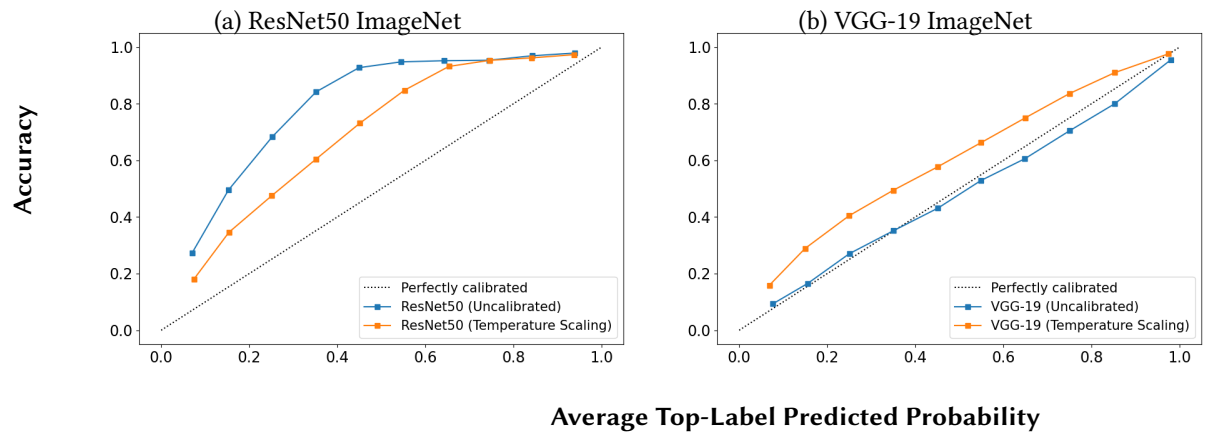 (a) ResNet50 ImageNet
(b) VGG-19 ImageNet
Accuracy
1.0
0.8
0.6
0.4
0.2
0.0
Perfectly calibrated
ResNet50 (Uncalibrated)
ResNet50 (Temperature Scaling)
0.0 0.2 0.4 0.6 0.8 1.0
1.0
0.8
0.6
0.4
0.2
0.0
Perfectly calibrated
VGG-19 (Uncalibrated)
VGG-19 (Temperature Scaling)
0.0 0.2 0.4 0.6 0.8 1.0
Average Top-Label Predicted Probability